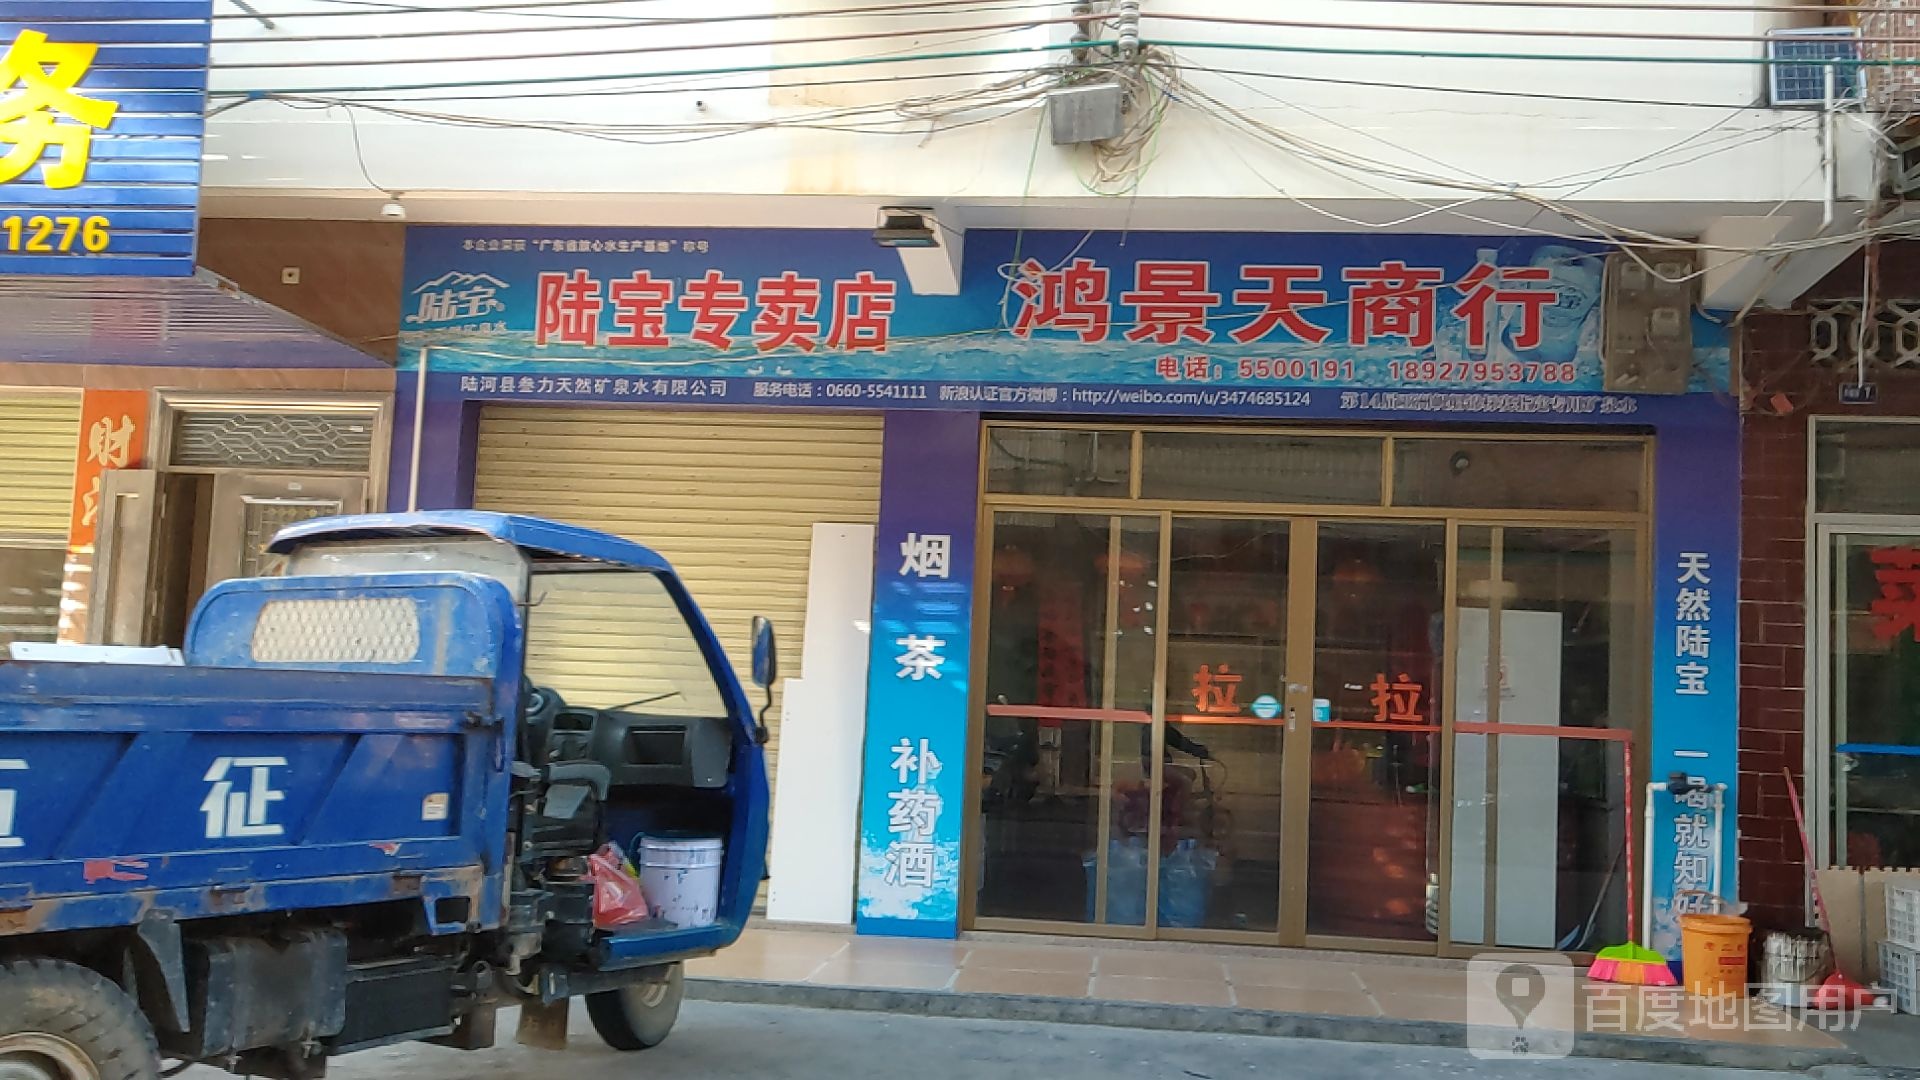 务
1276
财
本企业荣获“广东省放心水生产基地”称号
陆宝
陆宝专卖店
鸿景天商行
电话：5500191 18927953788
陆河县叁力天然矿泉水有限公司 服务电话：0660-5541111 新浪认证官方微博：http://weibo.com/u/3474685124
烟 茶 补药酒
天然陆宝 一喝就知好
拉
拉
征
菜
百度地图用户